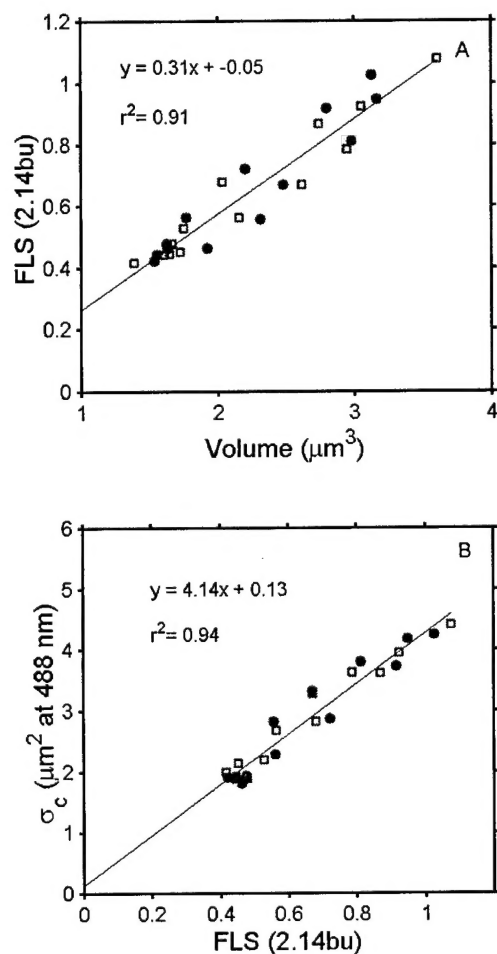 A
y = 0.31x + -0.05
r² = 0.91
1.2
1
0.8
0.6
0.4
0.2
0
FLS (2.14bu)
1 2 3 4
Volume (μm³)
B
y = 4.14x + 0.13
r² = 0.94
6
5
4
3
2
1
0
σc (μm² at 488 nm)
0 0.2 0.4 0.6 0.8 1
FLS (2.14bu)